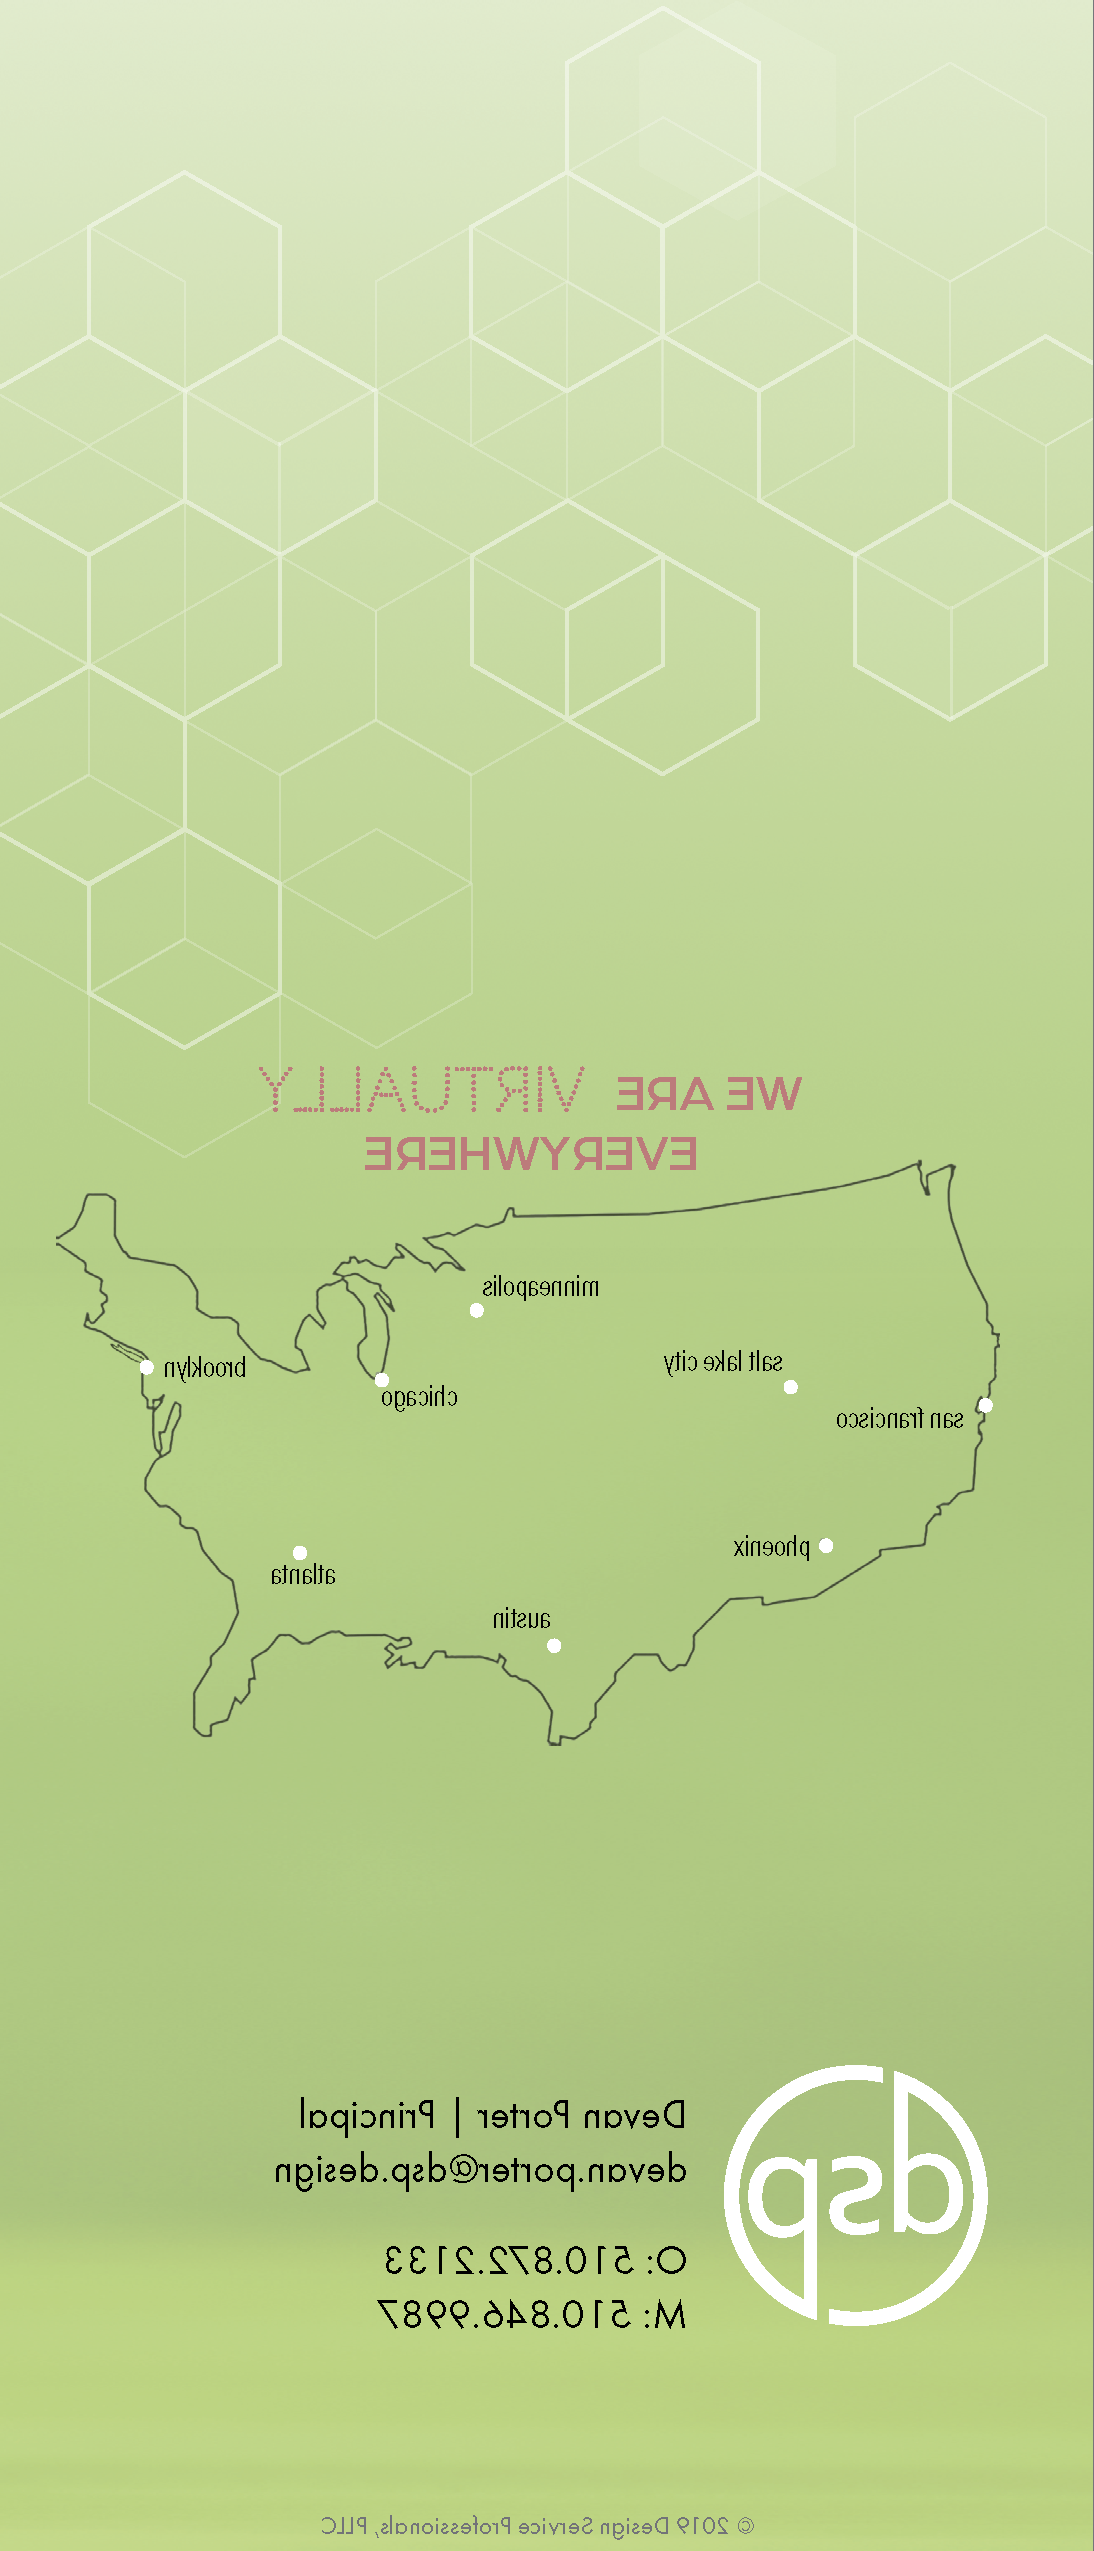 WE ARE VIRTUALLY
EVERYWHERE
minneapolis
salt lake city
brooklyn
chicago
san francisco
phoenix
atlanta
austin
Devan Porter | Principal
devan.porter@dsp.design
dsp
O: 510.872.2133
M: 510.846.9987
© 2019 Design Service Professionals, PLLC